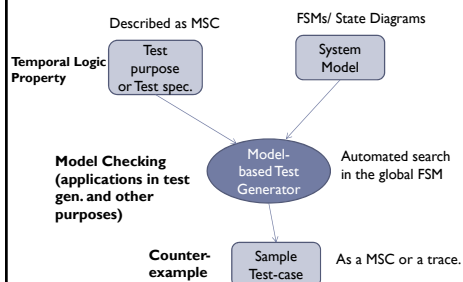 Described as MSC
FSMs/ State Diagrams
Temporal Logic
Property
Test
purpose
or Test spec.
System
Model
Model Checking
(applications in test
gen. and other
purposes)
Model-
based Test
Generator
Automated search
in the global FSM
Counter-
example
Sample
Test-case
As a MSC or a trace.